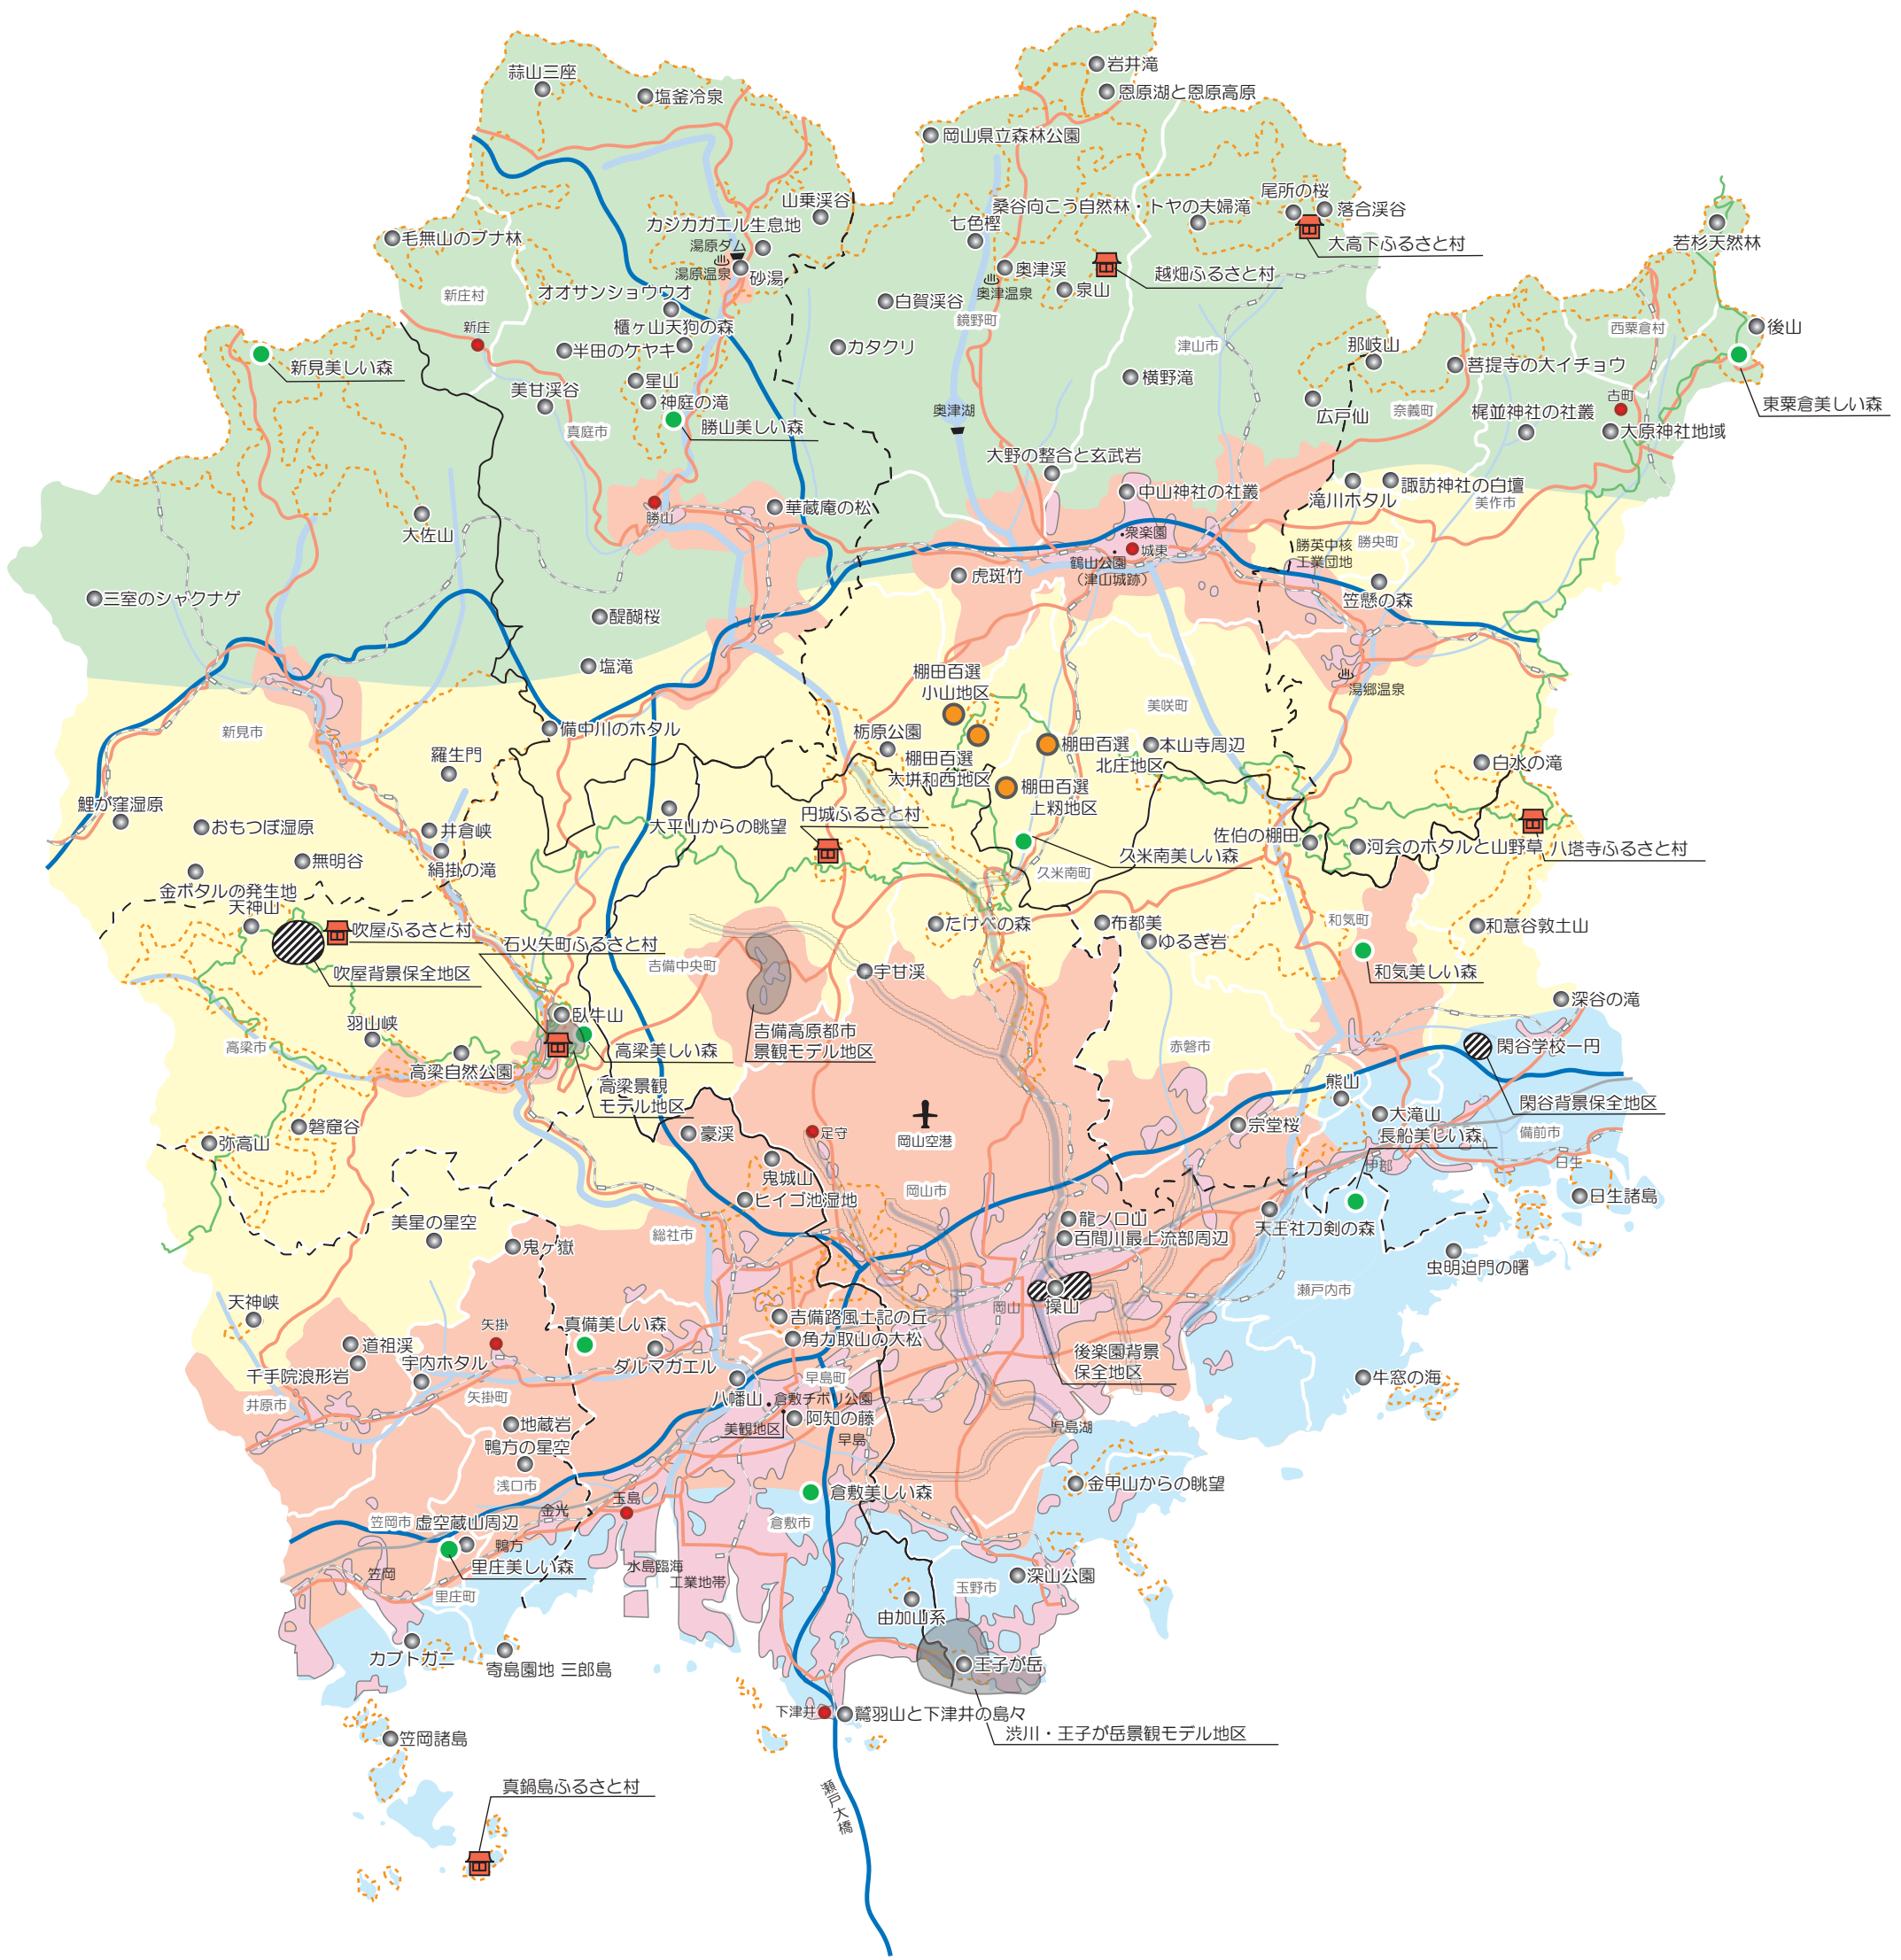 蒜山三座
塩釜冷泉
岩井滝
恩原湖と恩原高原
岡山県立森林公園
山乗渓谷
カジカガエル生息地
湯原ダム
湯原温泉
砂湯
毛無山のブナ林
オオサンショウウオ
櫃ヶ山天狗の森
新庄村
新庄
半田のケヤキ
星山
神庭の滝
美甘渓谷
勝山美しい森
真庭市
新見美しい森
桑谷向こう自然林・トヤの夫婦滝
七色樫
尾所の桜
落合渓谷
大高下ふるさと村
奥津渓
奥津温泉
越畑ふるさと村
泉山
白賀渓谷
鏡野町
カタクリ
津山市
横野滝
奥津湖
若杉天然林
後山
西粟倉村
那岐山
菩提寺の大イチョウ
古町
東粟倉美しい森
広戸仙
奈義町
梶並神社の社叢
大原神社地域
大野の整合と玄武岩
中山神社の社叢
滝川ホタル
諏訪神社の白壇
美作市
勝山
華蔵庵の松
大佐山
衆楽園
城東
鶴山公園
（津山城跡）
勝英中核
工業団地
勝央町
虎斑竹
笠懸の森
三室のシャクナゲ
醍醐桜
塩滝
棚田百選
小山地区
湯郷温泉
美咲町
新見市
備中川のホタル
栃原公園
棚田百選
大垪和西地区
棚田百選
北庄地区
本山寺周辺
羅生門
棚田百選
上籾地区
白水の滝
鯉が窪湿原
おもつぼ湿原
井倉峡
大平山からの眺望
円城ふるさと村
佐伯の棚田
河会のホタルと山野草
八塔寺ふるさと村
無明谷
絹掛の滝
久米南美しい森
久米南町
金ボタルの発生地
天神山
吹屋ふるさと村
石火矢町ふるさと村
たけべの森
布都美
和気町
和意谷敦土山
ゆるぎ岩
吹屋背景保全地区
吉備中央町
宇甘渓
和気美しい森
深谷の滝
臥牛山
羽山峡
高梁市
高梁自然公園
高梁美しい森
吉備高原都市
景観モデル地区
赤磐市
閑谷学校一円
高梁景観
モデル地区
熊山
閑谷背景保全地区
磐窟谷
弥高山
豪渓
足守
岡山空港
宗堂桜
大滝山
長船美しい森
備前市
伊部
日生
鬼城山
ヒイゴ池湿地
岡山市
日生諸島
美星の星空
鬼ヶ嶽
総社市
龍ノ口山
百間川最上流部周辺
天王社刀剣の森
虫明迫門の曙
瀬戸内市
操山
岡山
天神峡
矢掛
真備美しい森
吉備路風土記の丘
角力取山の大松
道祖渓
宇内ホタル
千手院浪形岩
ダルマガエル
後楽園背景
保全地区
早島町
八幡山
倉敷チボリ公園
美観地区
阿知の藤
早島
牛窓の海
井原市
矢掛町
地蔵岩
鴨方の星空
児島湖
浅口市
金甲山からの眺望
倉敷美しい森
玉島
金光
笠岡市
虚空蔵山周辺
鴨方
倉敷市
里庄美しい森
笠岡
里庄町
水島臨海
工業地帯
玉野市
深山公園
由加山系
カブトガニ
寄島園地 三郎島
王子が岳
下津井
鷲羽山と下津井の島々
渋川・王子が岳景観モデル地区
笠岡諸島
真鍋島ふるさと村
瀬戸大橋